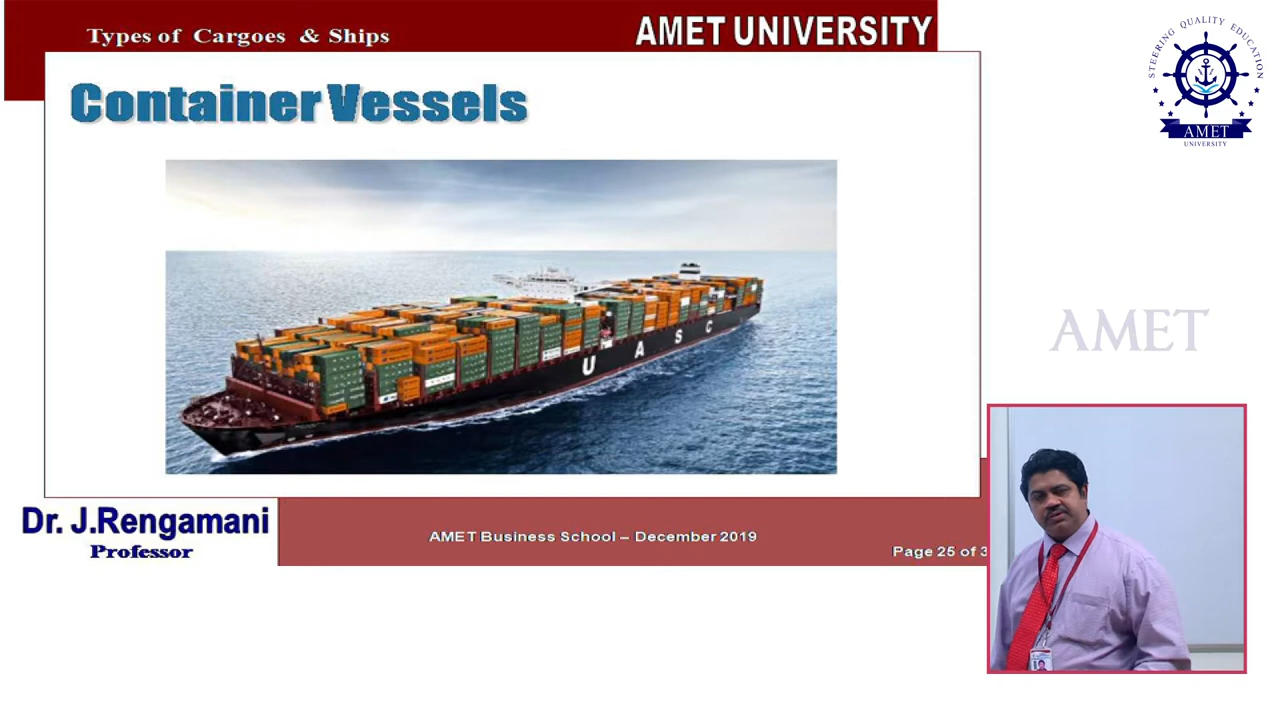 Types of Cargoes & Ships
AMET UNIVERSITY
STEERING QUALITY EDUCATION
AMET
UNIVERSITY
Container Vessels
U A S C
AMET
Dr. J.Rengamani
Professor
AMET Business School – December 2019
Page 25 of 3